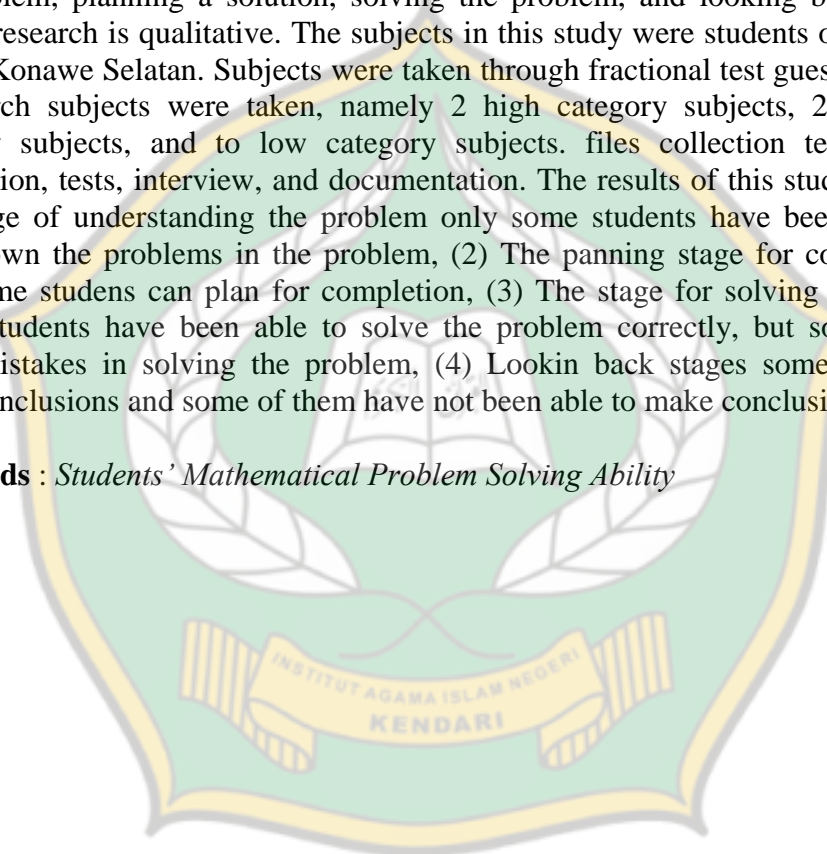 blem, planning a solution, solving the problem, and looking b
research is qualitative. The subjects in this study were students o
Konawe Selatan. Subjects were taken through fractional test gues
rch subjects were taken, namely 2 high category subjects, 2
subjects, and to low category subjects. files collection te
ion, tests, interview, and documentation. The results of this stud
ge of understanding the problem only some students have been
own the problems in the problem, (2) The panning stage for co
me studens can plan for completion, (3) The stage for solving
tudents have been able to solve the problem correctly, but so
istakes in solving the problem, (4) Lookin back stages some
nclusions and some of them have not been able to make conclusi
ds : Students' Mathematical Problem Solving Ability
INSTITUT AGAMA ISLAM NEGERI
KENDARI